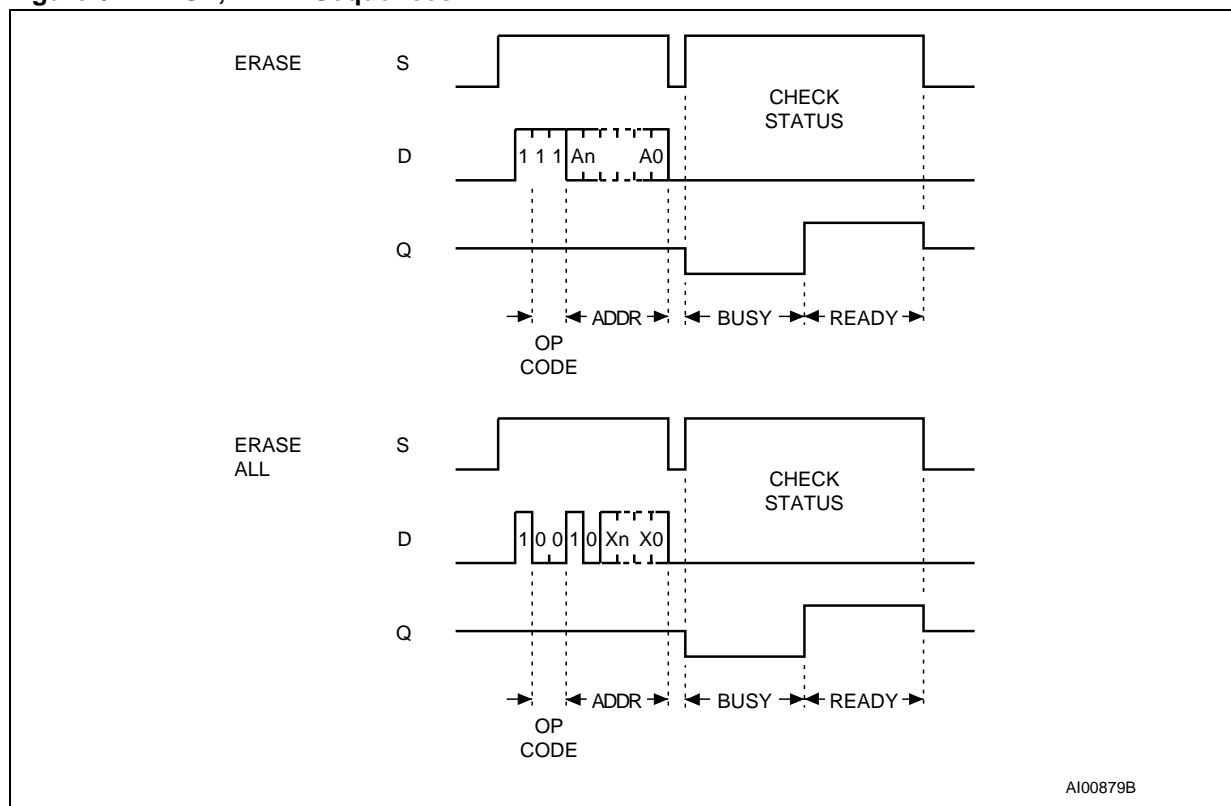 ERASE S
CHECK
STATUS
D 1 1 1 An A0
Q
ADDR BUSY READY
OP
CODE
ERASE
ALL
S
CHECK
STATUS
D 1 0 0 1 0 Xn X0
Q
ADDR BUSY READY
OP
CODE
AI00879B